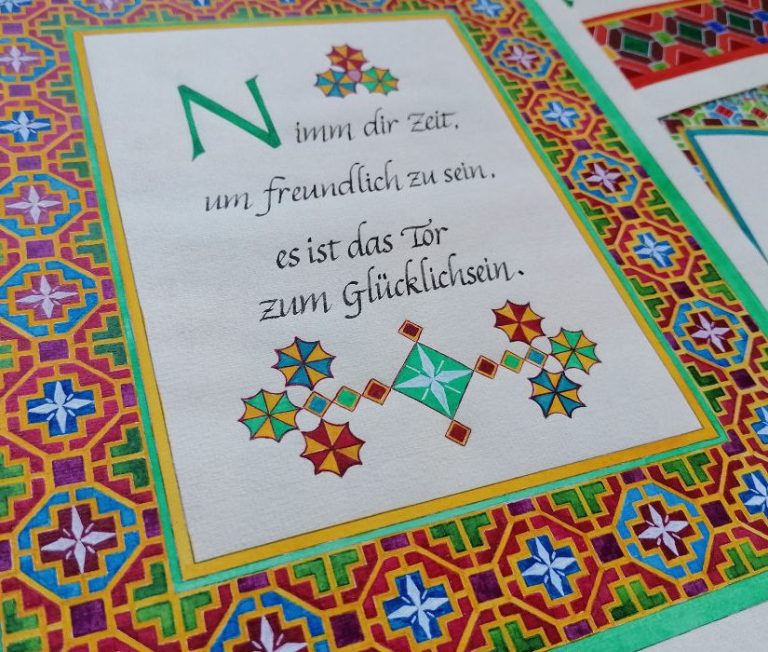 Nimm dir Zeit,
um freundlich zu sein,
es ist das Tor
zum Glücklichsein.